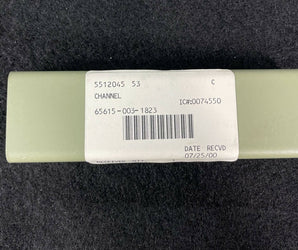 5512045 53 C
CHANNEL
IC#:0074550
65615-003-1823
DATE RECVD
07/25/00